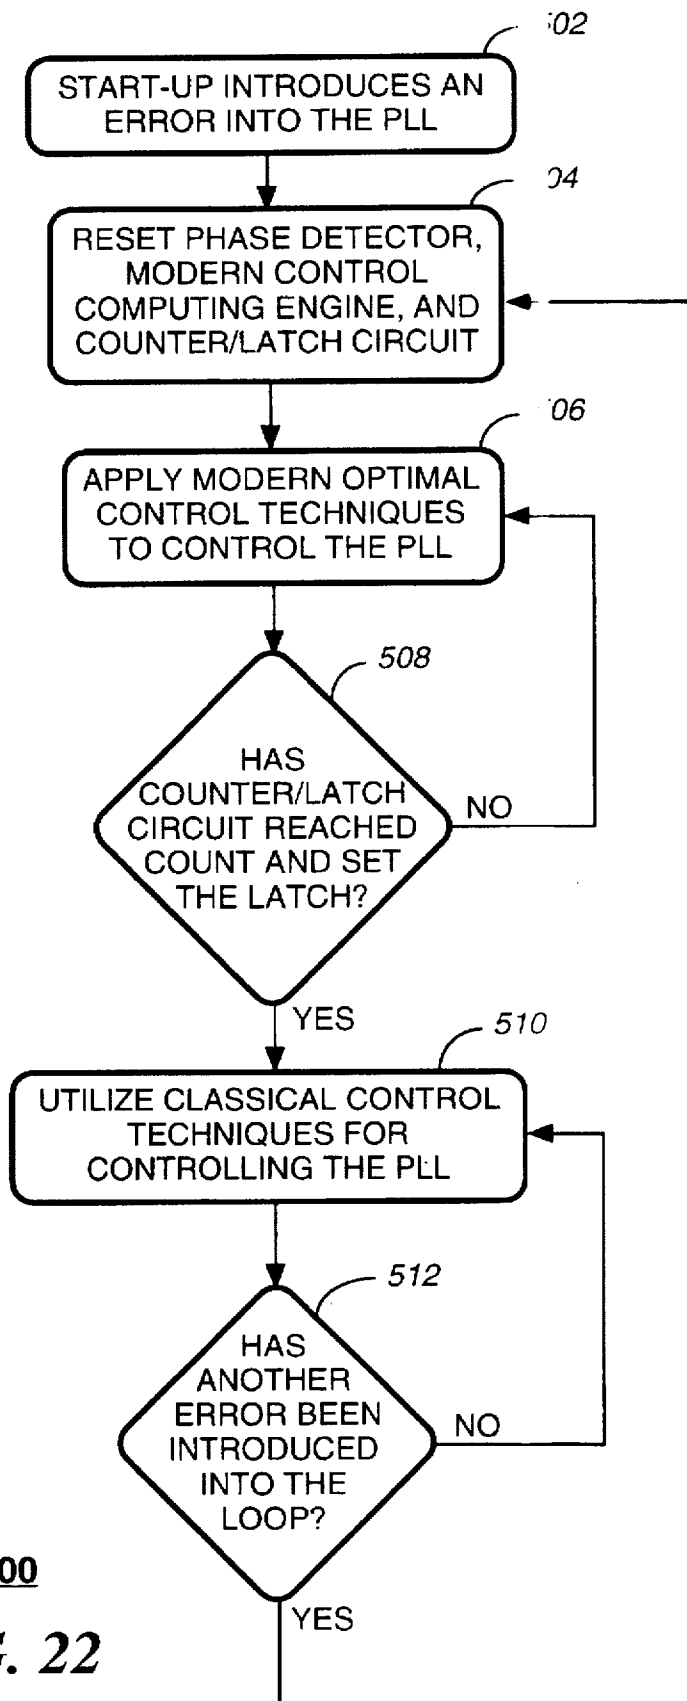 02
START-UP INTRODUCES AN
ERROR INTO THE PLL
04
RESET PHASE DETECTOR,
MODERN CONTROL
COMPUTING ENGINE, AND
COUNTER/LATCH CIRCUIT
06
APPLY MODERN OPTIMAL
CONTROL TECHNIQUES
TO CONTROL THE PLL
508
HAS
COUNTER/LATCH
CIRCUIT REACHED
COUNT AND SET
THE LATCH?
NO
YES
510
UTILIZE CLASSICAL CONTROL
TECHNIQUES FOR
CONTROLLING THE PLL
512
HAS
ANOTHER
ERROR BEEN
INTRODUCED
INTO THE
LOOP?
NO
YES
00
G. 22